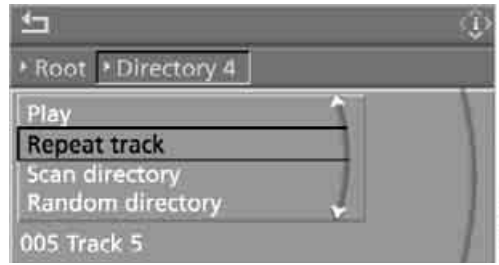 Root Directory 4
Play
Repeat track
Scan directory
Random directory
005 Track 5